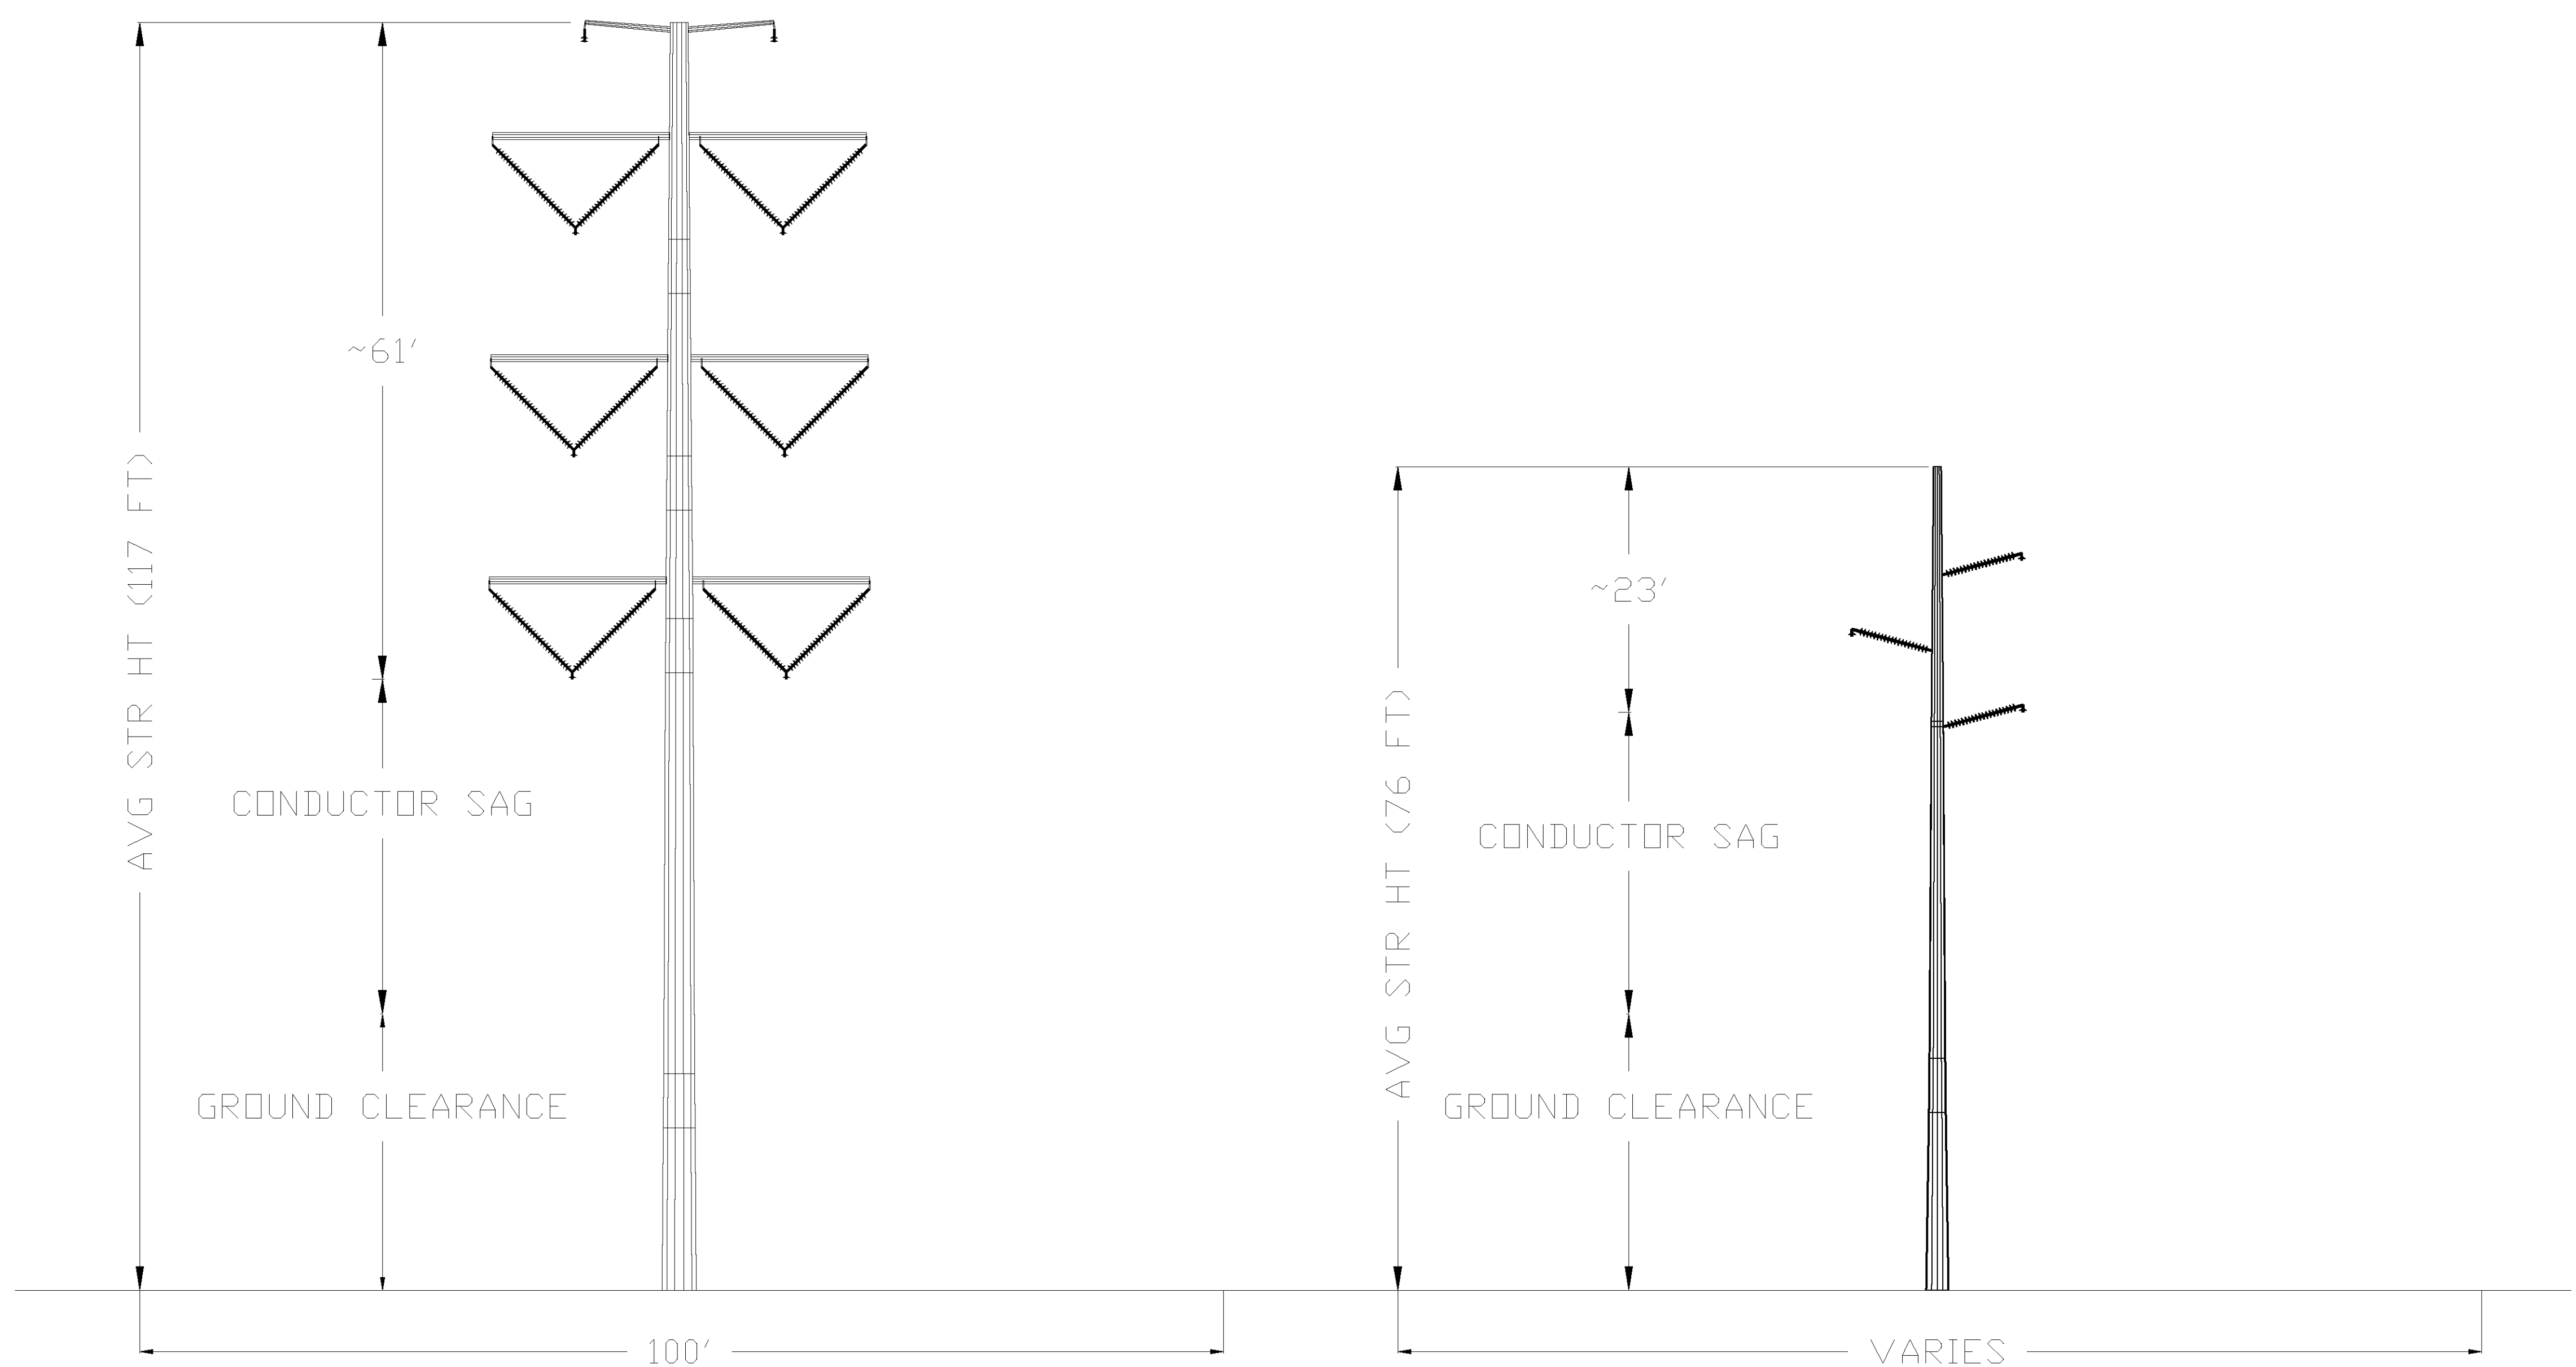 AVG STR HT (117 FT)
~61'
CONDUCTOR SAG
GROUND CLEARANCE
100'
AVG STR HT (76 FT)
~23'
CONDUCTOR SAG
GROUND CLEARANCE
VARIES